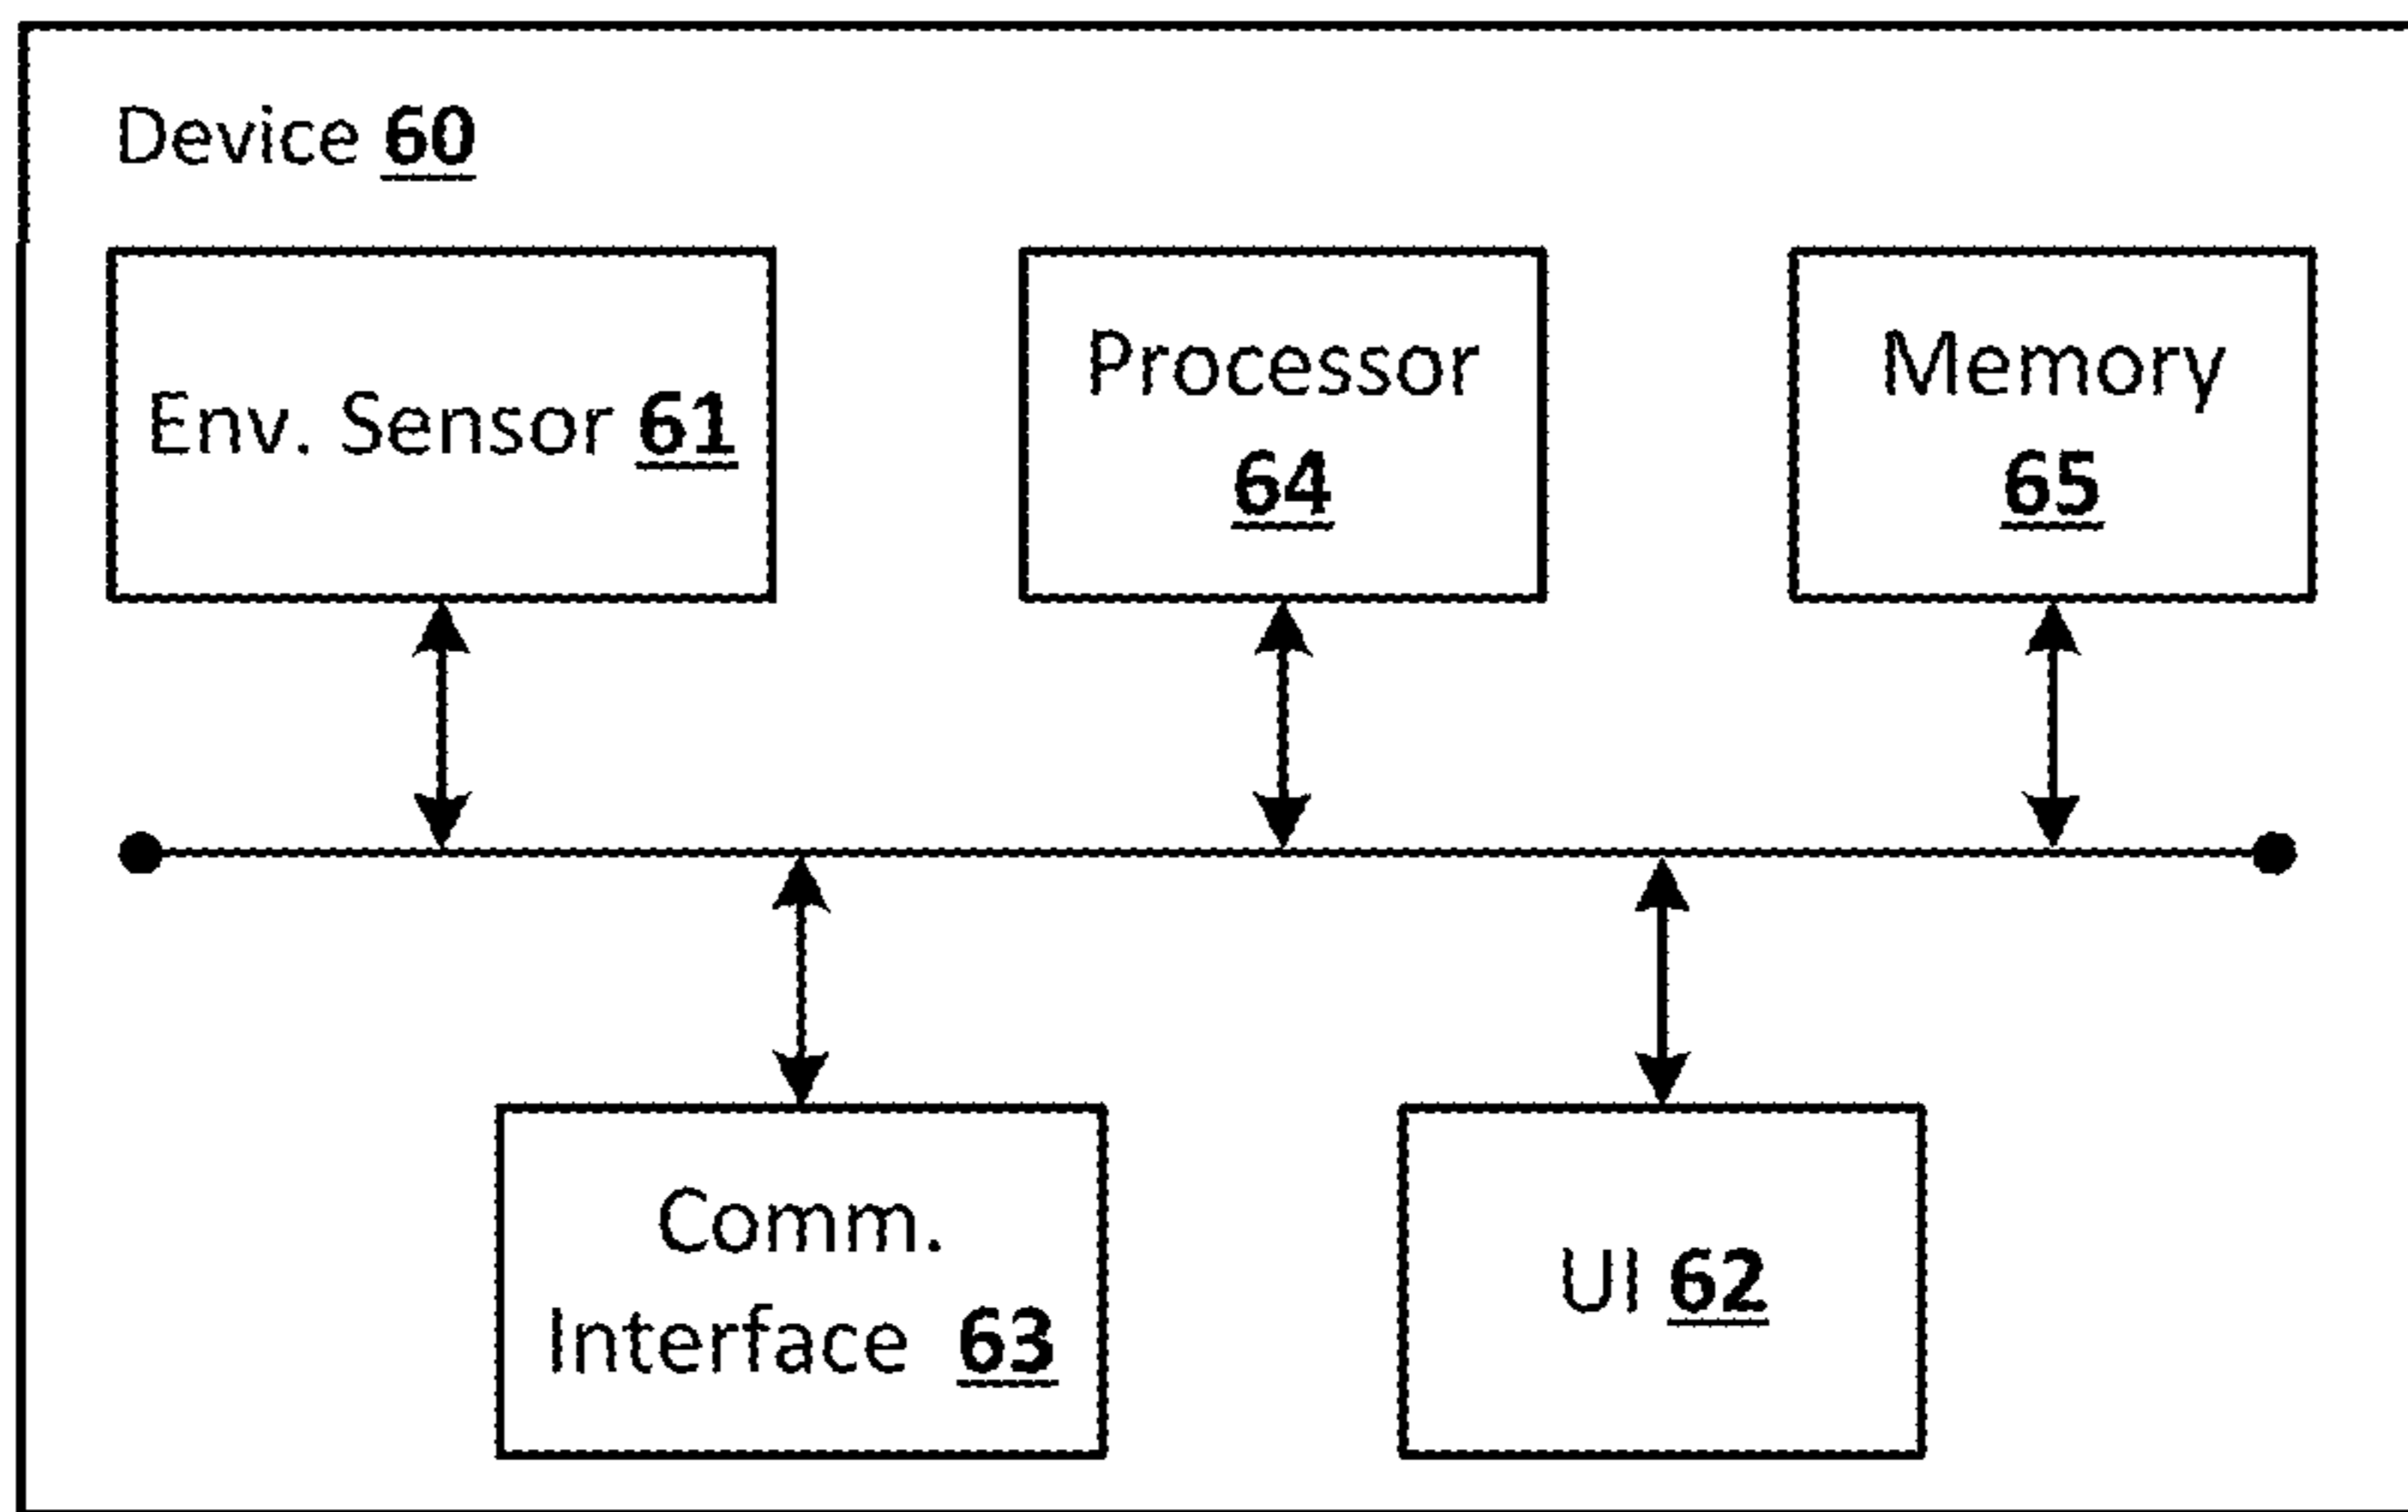 Device 60
Env. Sensor 61
Processor
64
Memory
65
Comm.
Interface 63
UI 62